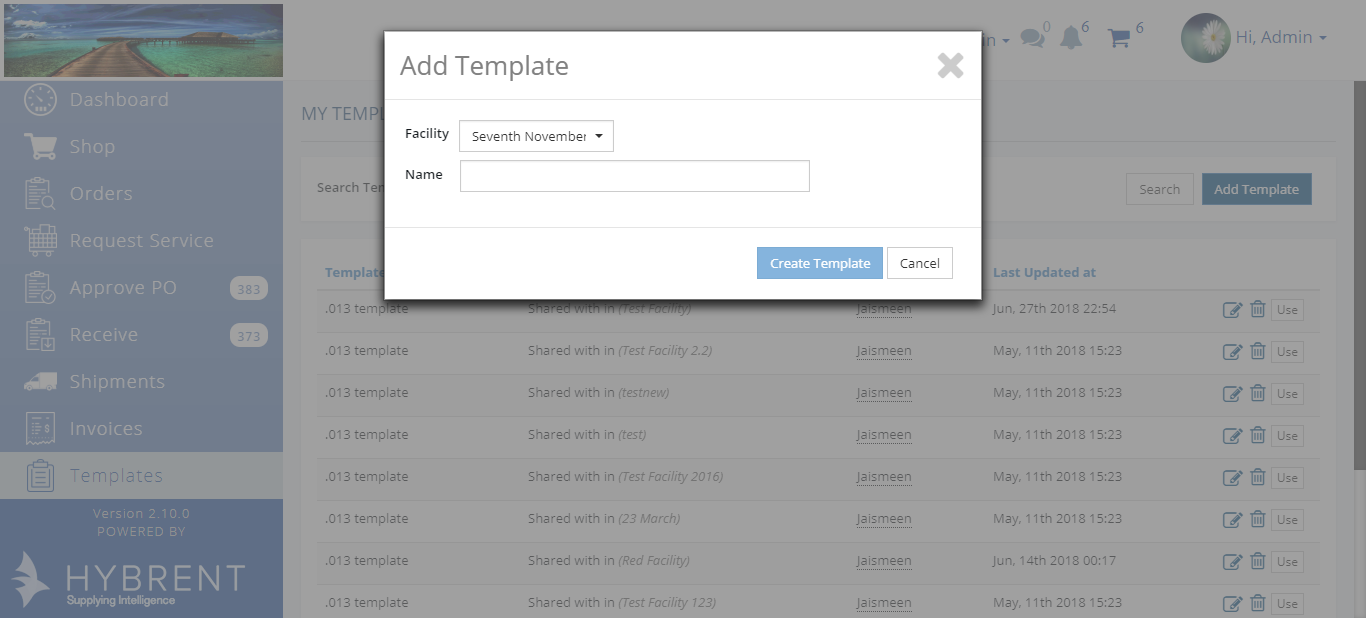 in 0 6 6 Hi, Admin
Dashboard
Shop
Orders
Request Service
Approve PO 383
Receive 373
Shipments
Invoices
Templates
Version 2.10.0
POWERED BY
HYBRENT
Supplying Intelligence
MY TEMPL
Search Ten
Search Add Template
Add Template
Facility Seventh November
Name
Create Template Cancel
Template Last Updated at
.013 template Shared with in (Test Facility) Jaismeen Jun, 27th 2018 22:54 Use
.013 template Shared with in (Test Facility 2.2) Jaismeen May, 11th 2018 15:23 Use
.013 template Shared with in (testnew) Jaismeen May, 11th 2018 15:23 Use
.013 template Shared with in (test) Jaismeen May, 11th 2018 15:23 Use
.013 template Shared with in (Test Facility 2016) Jaismeen May, 11th 2018 15:23 Use
.013 template Shared with in (23 March) Jaismeen May, 11th 2018 15:23 Use
.013 template Shared with in (Red Facility) Jaismeen Jun, 14th 2018 00:17 Use
.013 template Shared with in (Test Facility 123) Jaismeen May, 11th 2018 15:23 Use